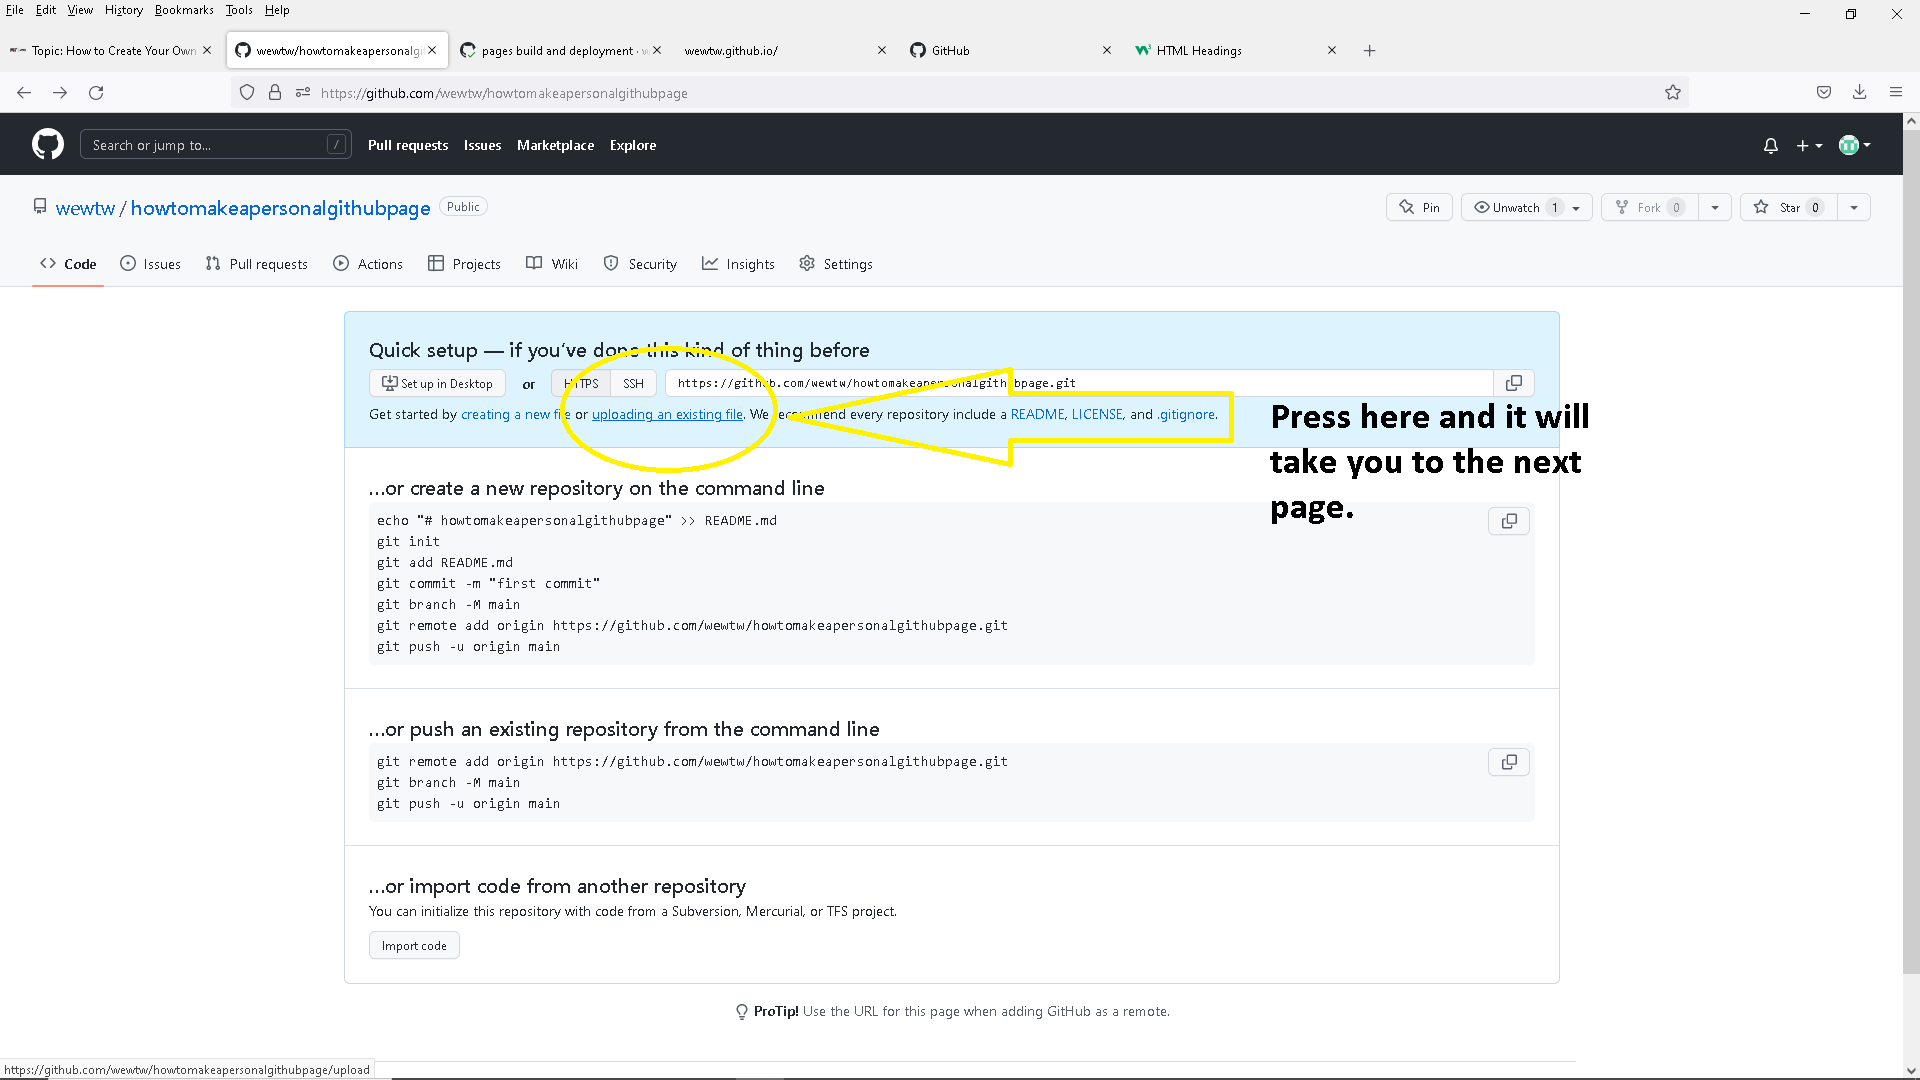 File Edit View History Bookmarks Tools Help
Topic: How to Create Your Own
wewtw/howtomakeapersonalgi
pages build and deployment · w
wewtw.github.io/
GitHub
HTML Headings
https://github.com/wewtw/howtomakeapersonalgithubpage
Search or jump to... / Pull requests Issues Marketplace Explore
wewtw / howtomakeapersonalgithubpage Public
Pin Unwatch 1 Fork 0 Star 0
Code Issues Pull requests Actions Projects Wiki Security Insights Settings
Quick setup — if you've done this kind of thing before
Set up in Desktop or HTTPS SSH https://github.com/wewtw/howtomakeapersonalgithubpage.git
Get started by creating a new file or uploading an existing file. We recommend every repository include a README, LICENSE, and .gitignore.
Press here and it will
take you to the next
page.
…or create a new repository on the command line
echo "# howtomakeapersonalgithubpage" >> README.md
git init
git add README.md
git commit -m "first commit"
git branch -M main
git remote add origin https://github.com/wewtw/howtomakeapersonalgithubpage.git
git push -u origin main
…or push an existing repository from the command line
git remote add origin https://github.com/wewtw/howtomakeapersonalgithubpage.git
git branch -M main
git push -u origin main
…or import code from another repository
You can initialize this repository with code from a Subversion, Mercurial, or TFS project.
Import code
ProTip! Use the URL for this page when adding GitHub as a remote.
https://github.com/wewtw/howtomakeapersonalgithubpage/upload